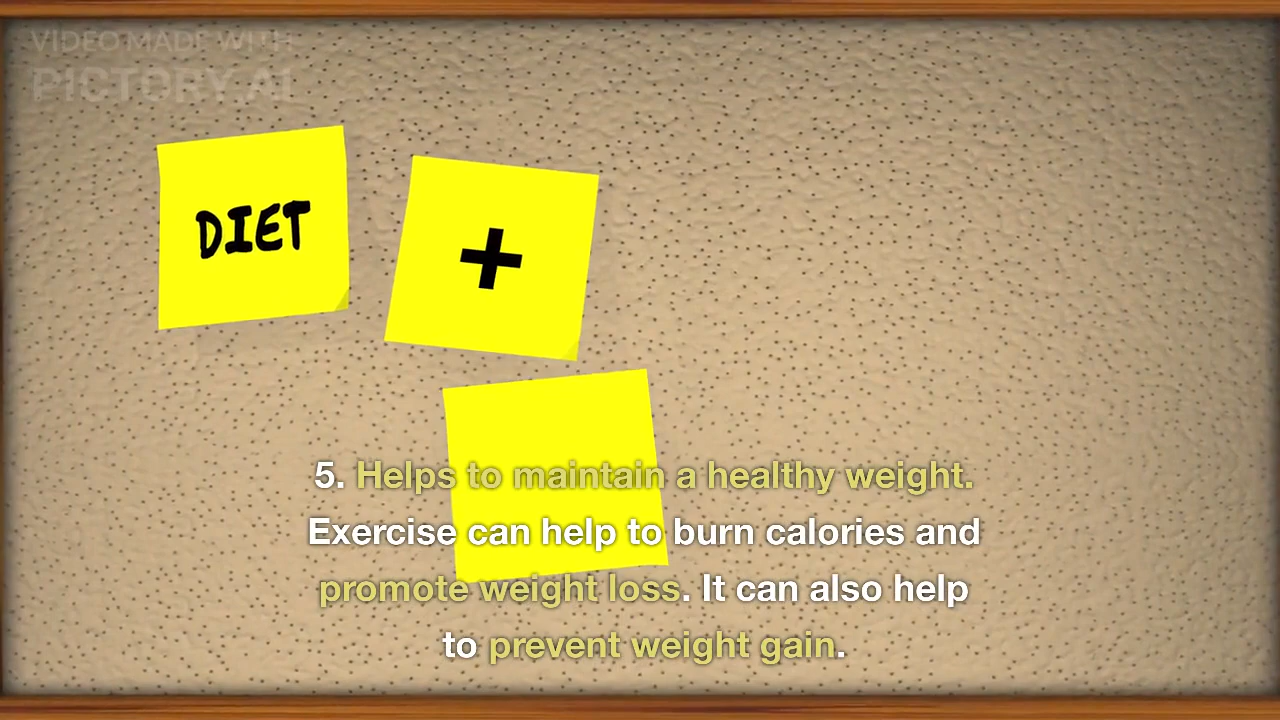 VIDEO MADE WITH
PICTORY.AI
DIET
+
5. Helps to maintain a healthy weight.
Exercise can help to burn calories and
promote weight loss. It can also help
to prevent weight gain.